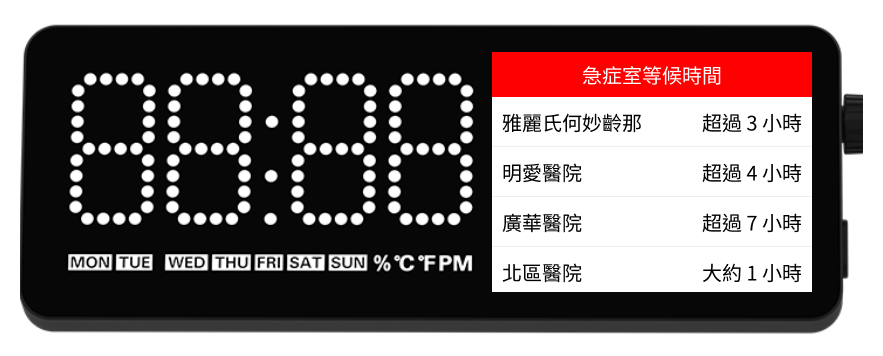 88:88
MON TUE WED THU FRI SAT SUN % °C °F PM
急症室等候時間
雅麗氏何妙齡那 超過 3 小時
明愛醫院 超過 4 小時
廣華醫院 超過 7 小時
北區醫院 大約 1 小時